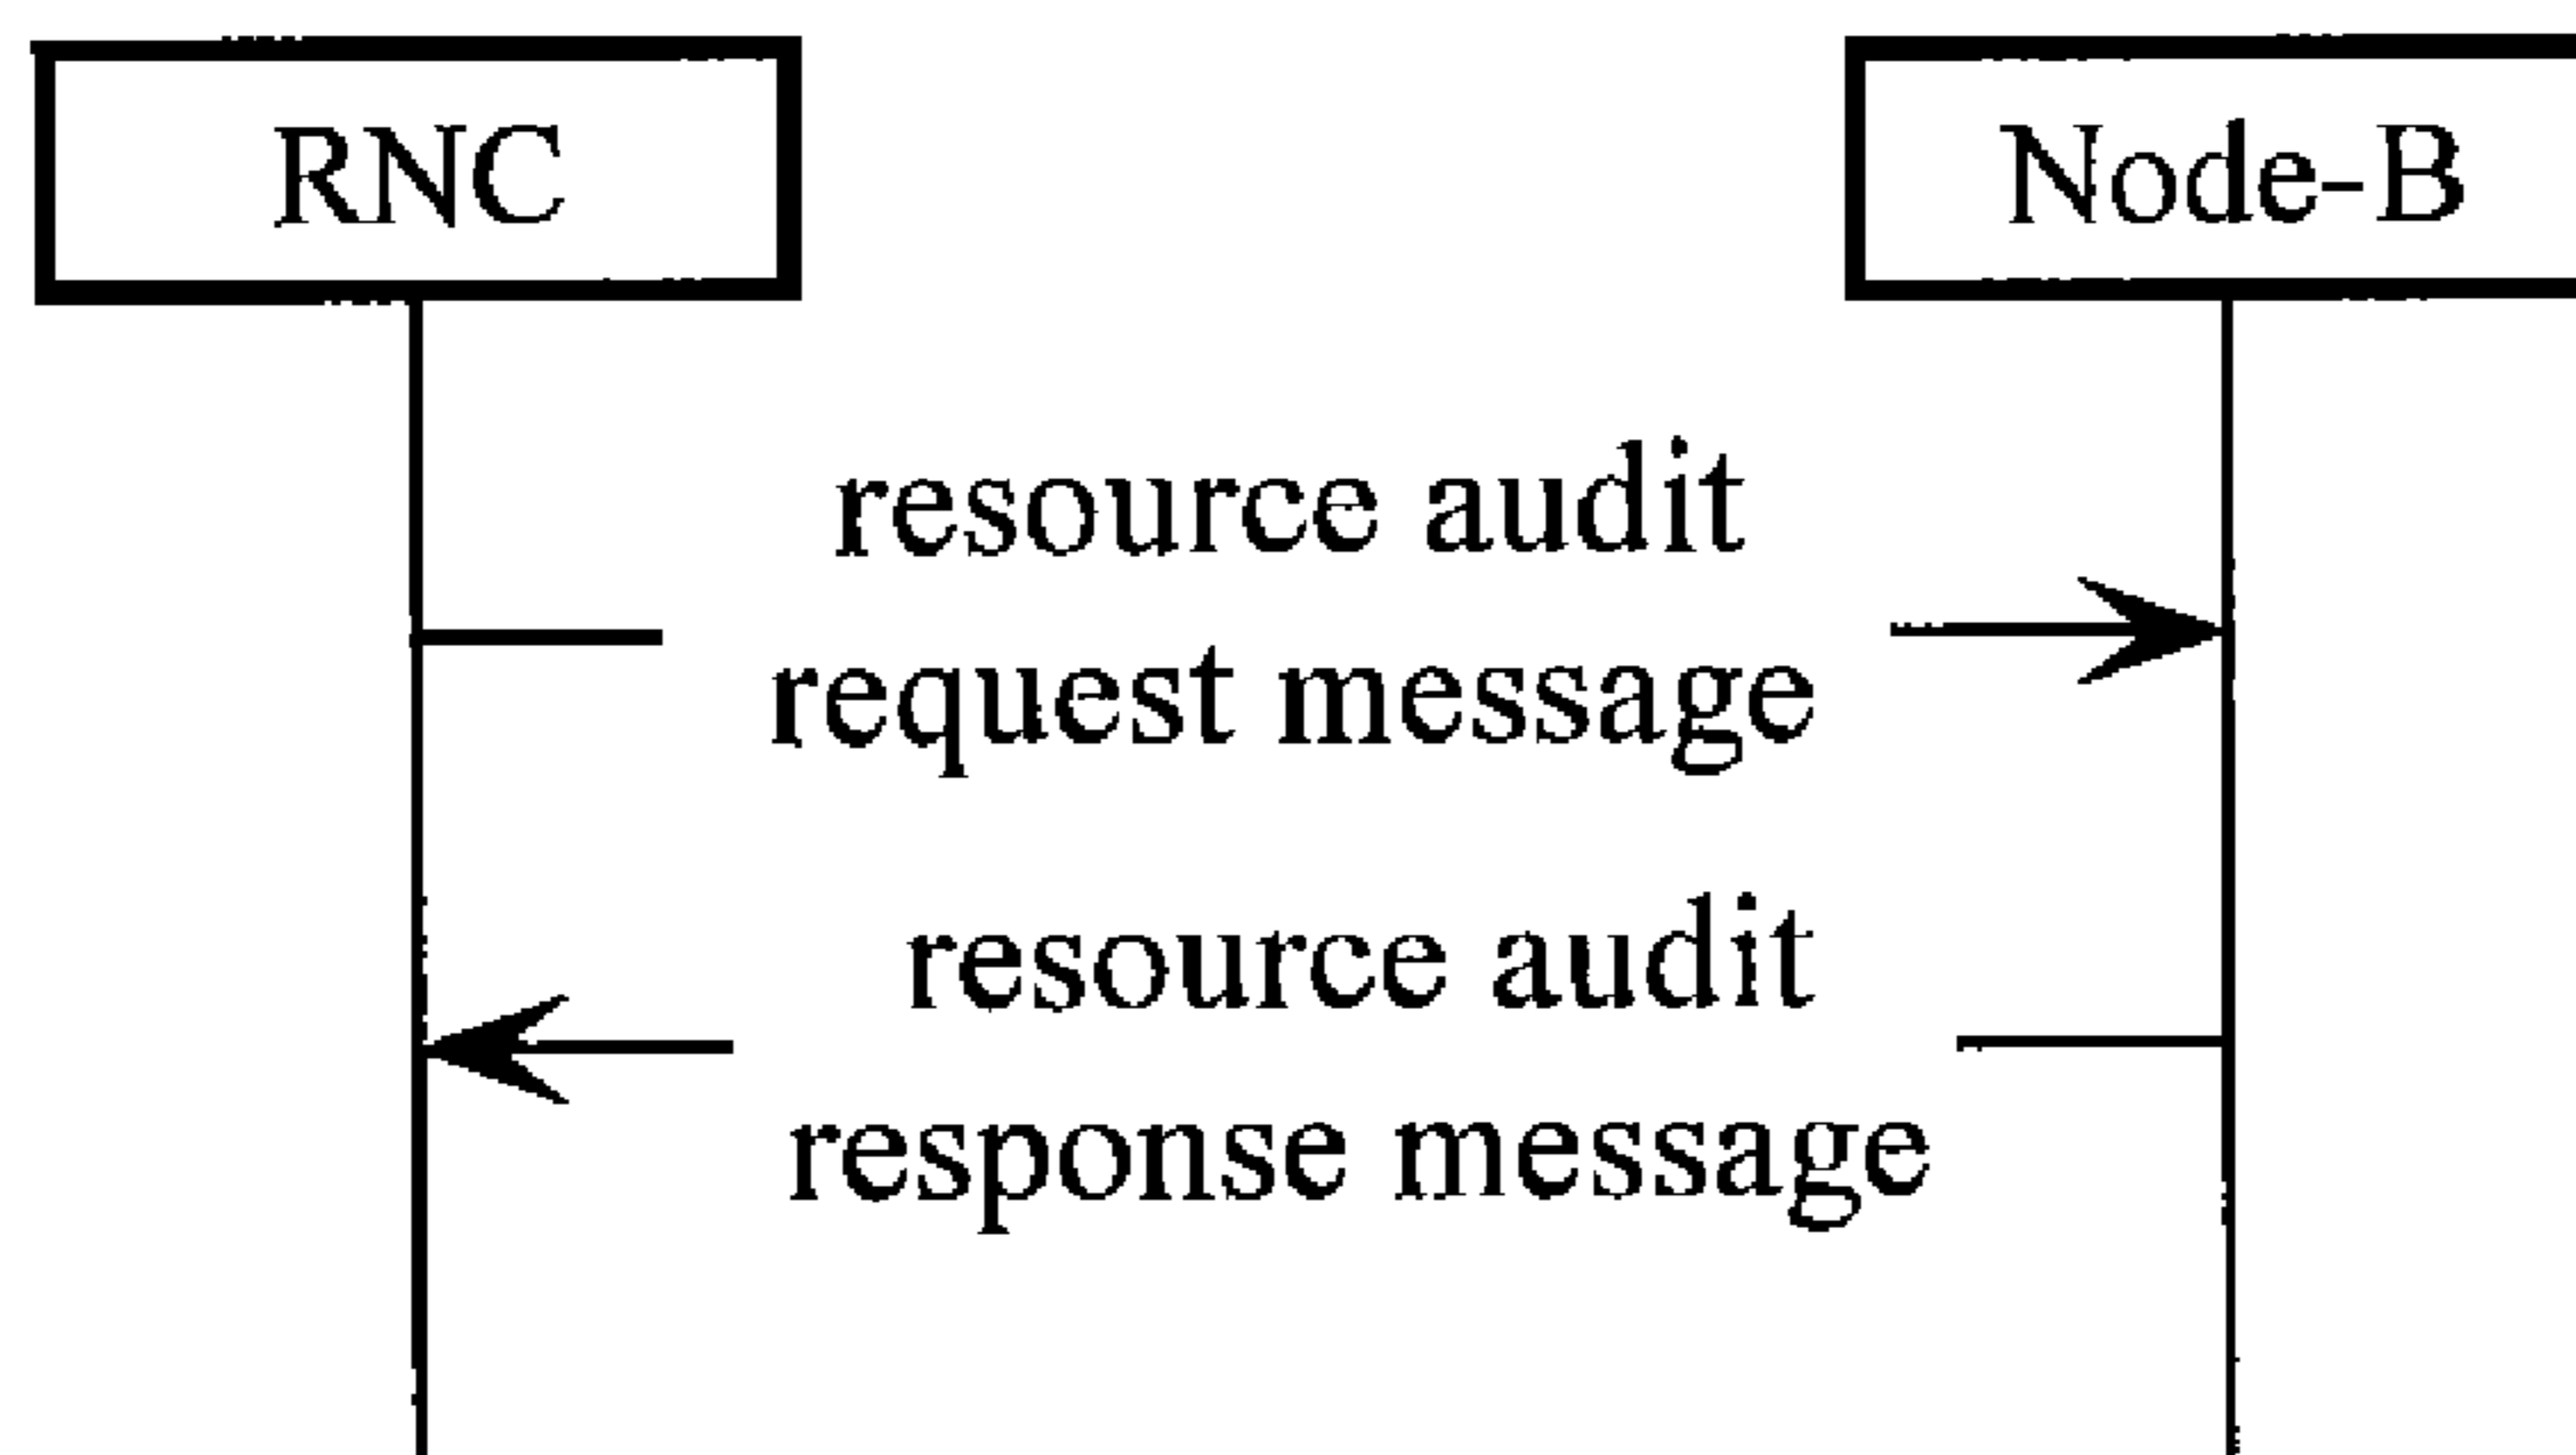 RNC
Node-B
resource audit
request message
resource audit
response message